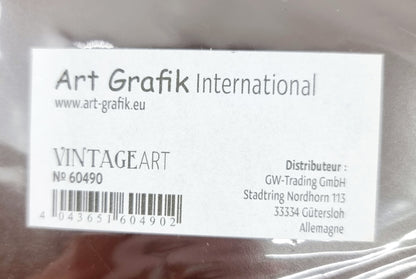 Art Grafik International
www.art-grafik.eu
VINTAGEART
№ 60490
4 043651 604902
Distributeur :
GW-Trading GmbH
Stadtring Nordhorn 113
33334 Gütersloh
Allemagne